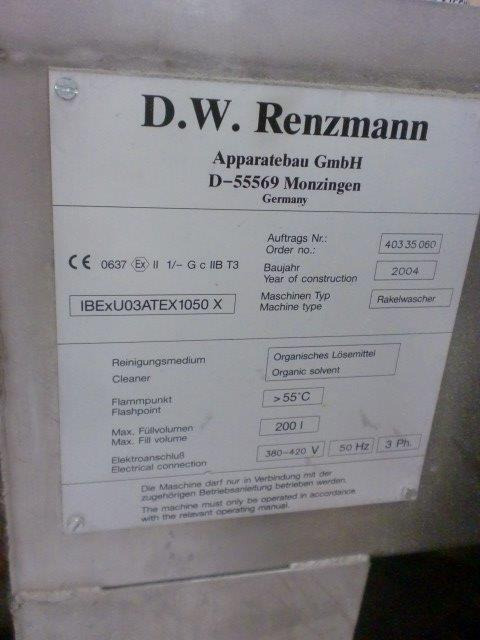 D.W. Renzmann
Apparatebau GmbH
D-55569 Monzingen
Germany
CE 0637 Ex II 1/- G c IIB T3
IBExU03ATEX1050 X
Auftrags Nr.: 403 35 060
Order no.:
Baujahr 2004
Year of construction
Maschinen Typ Rakelwascher
Machine type
Reinigungsmedium Organisches Lösemittel
Cleaner Organic solvent
Flammpunkt >55°C
Flashpoint
Max. Füllvolumen 200 l
Max. Fill volume
Elektroanschluß 380-420 V 50 Hz 3 Ph.
Electrical connection
Die Maschine darf nur in Verbindung mit der
zugehörigen Betriebsanleitung betrieben werden.
The machine must only be operated in accordance
with the relevant operating manual.